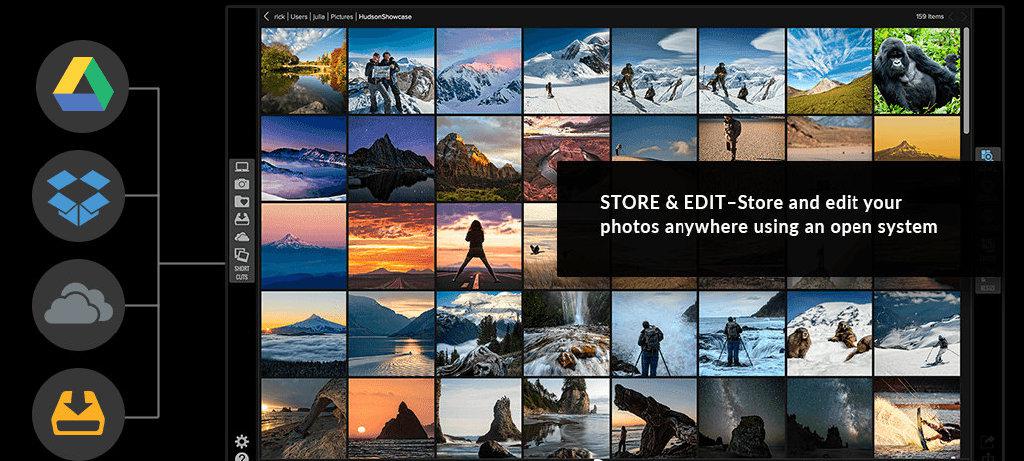 rick | Users | julia | Pictures | HudsonShowcase
159 Items
STORE & EDIT–Store and edit your
photos anywhere using an open system
SHORT
CUTS